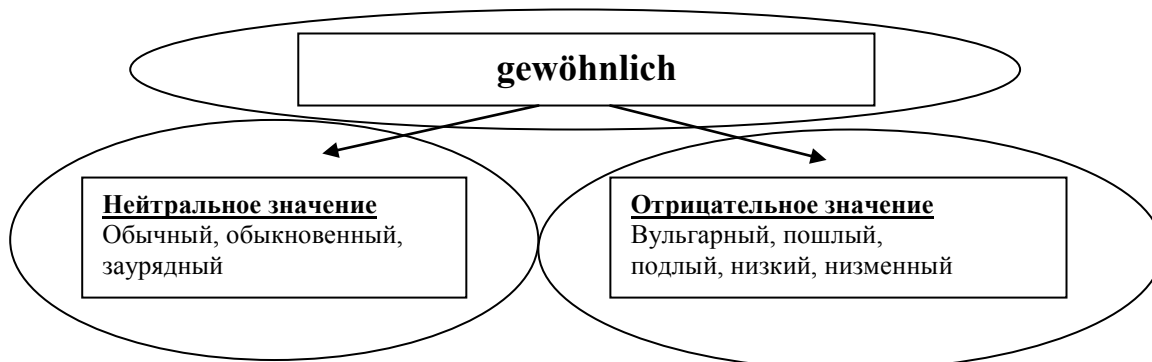 gewöhnlich
Нейтральное значение
Обычный, обыкновенный,
заурядный
Отрицательное значение
Вульгарный, пошлый,
подлый, низкий, низменный